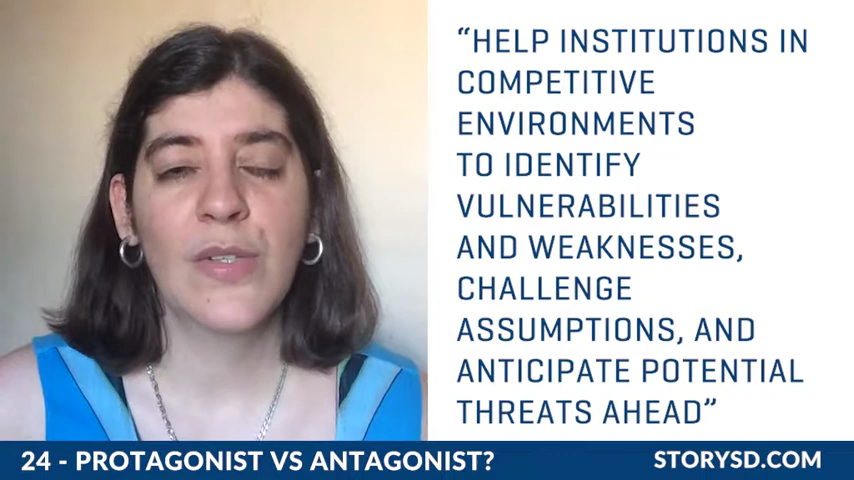 “HELP INSTITUTIONS IN
COMPETITIVE
ENVIRONMENTS
TO IDENTIFY
VULNERABILITIES
AND WEAKNESSES,
CHALLENGE
ASSUMPTIONS, AND
ANTICIPATE POTENTIAL
THREATS AHEAD”
24 - PROTAGONIST VS ANTAGONIST?
STORYSD.COM